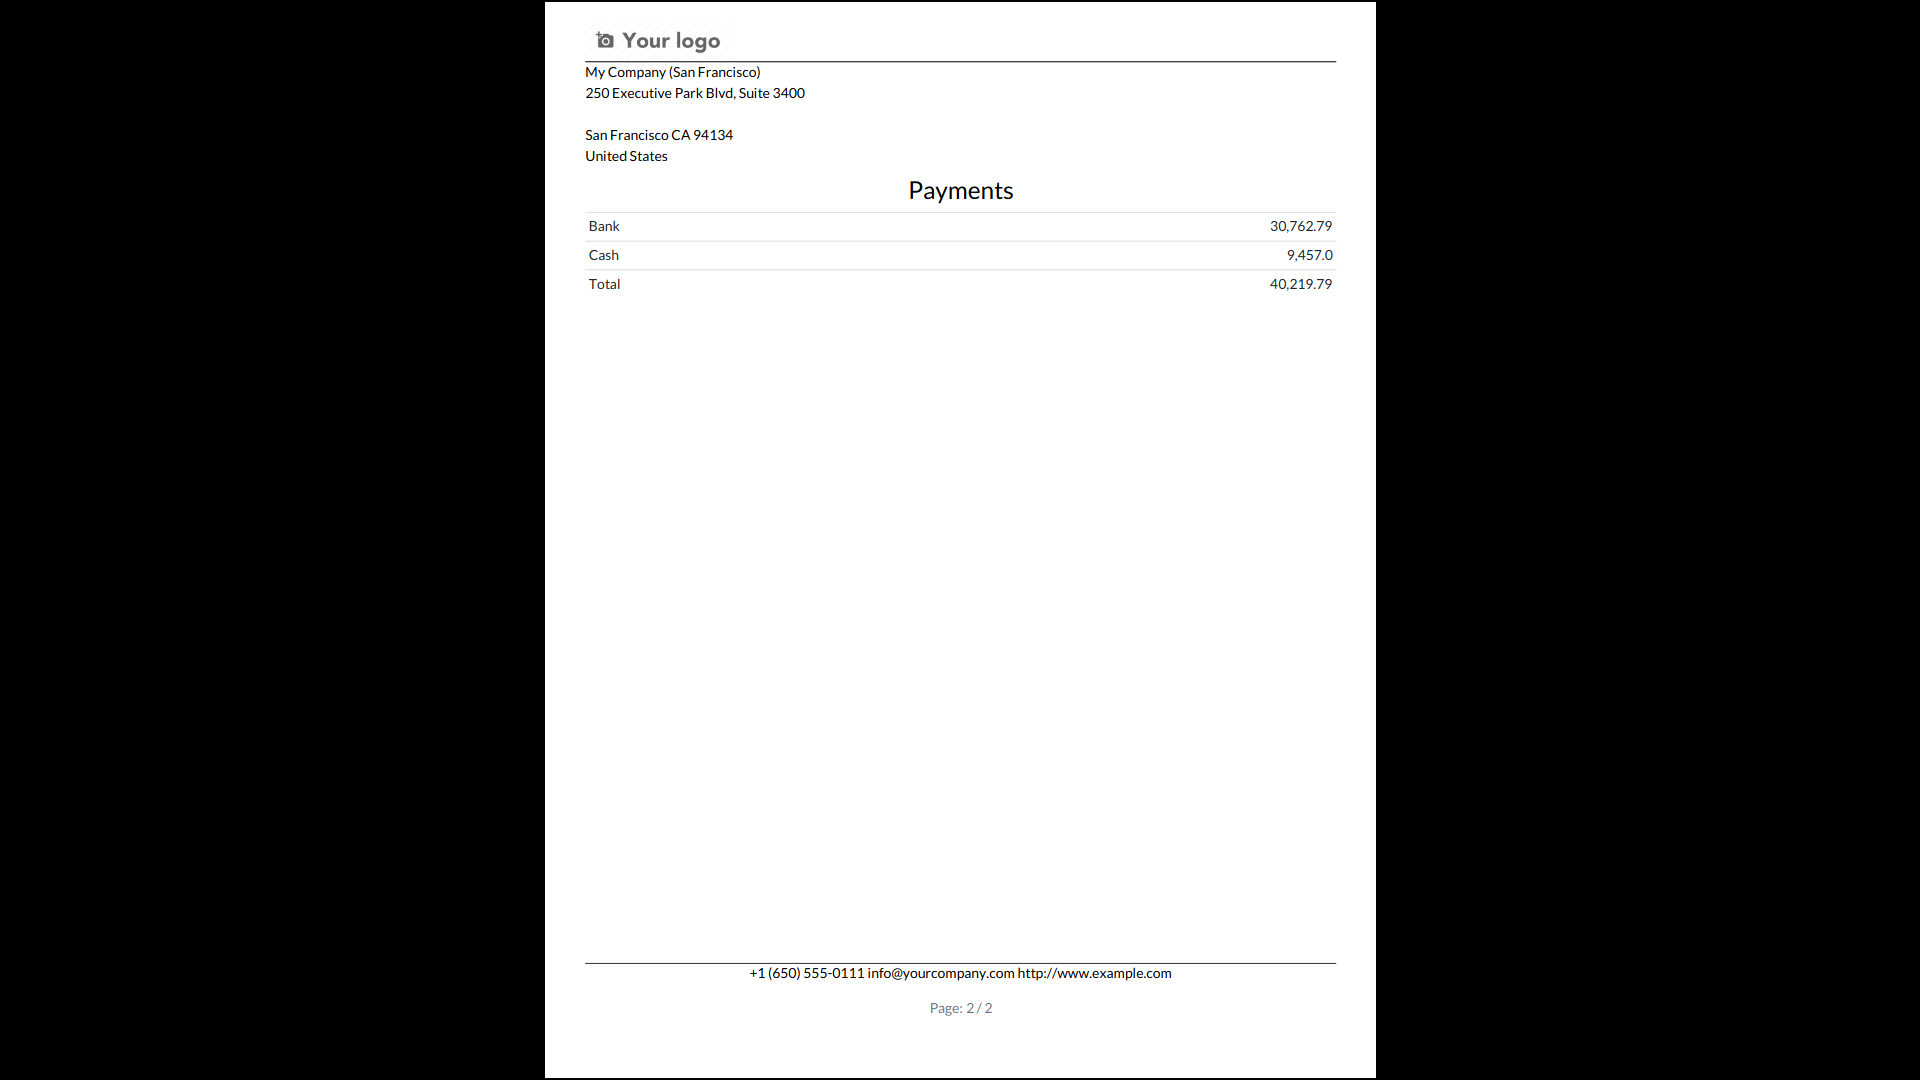 Your logo
My Company (San Francisco)
250 Executive Park Blvd, Suite 3400
San Francisco CA 94134
United States
Payments
Bank 30,762.79
Cash 9,457.0
Total 40,219.79
+1 (650) 555-0111 info@yourcompany.com http://www.example.com
Page: 2 / 2